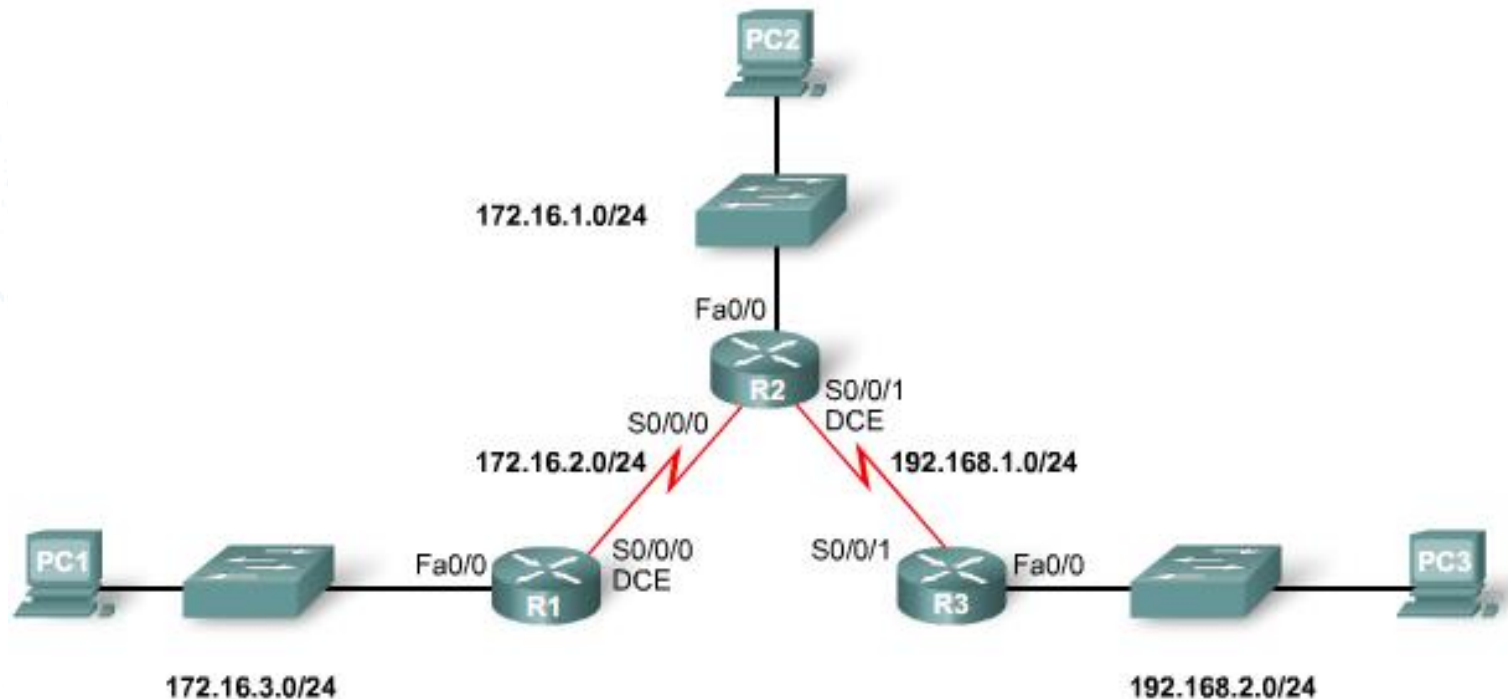 PC2
172.16.1.0/24
Fa0/0
R2
S0/0/1
DCE
S0/0/0
172.16.2.0/24
192.168.1.0/24
PC1
Fa0/0
S0/0/0
DCE
R1
S0/0/1
Fa0/0
R3
PC3
172.16.3.0/24
192.168.2.0/24